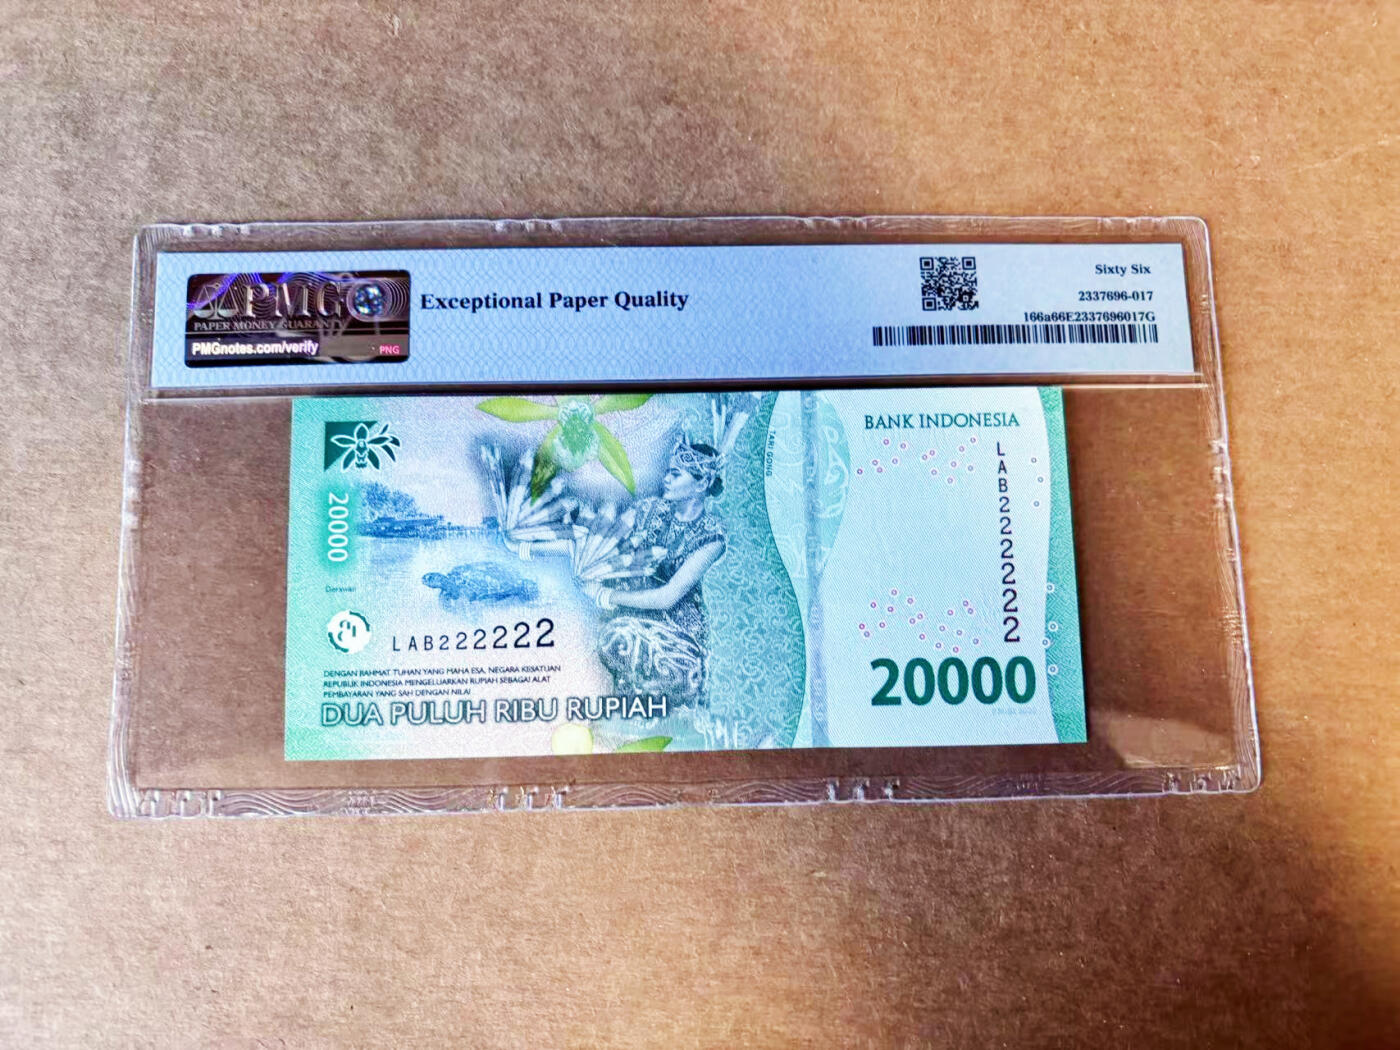 PMG
PAPER MONEY GUARANTY
PMGnotes.com/verify
PNG
Exceptional Paper Quality
Sixty Six
2337696-017
166a66E2337696017G
BANK INDONESIA
LAB222222
TARI GONG
20000
Derawan
LAB222222
DENGAN RAHMAT TUHAN YANG MAHA ESA, NEGARA KESATUAN
REPUBLIK INDONESIA MENGELUARKAN RUPIAH SEBAGAI ALAT
PEMBAYARAN YANG SAH DENGAN NILAI
DUA PULUH RIBU RUPIAH
20000